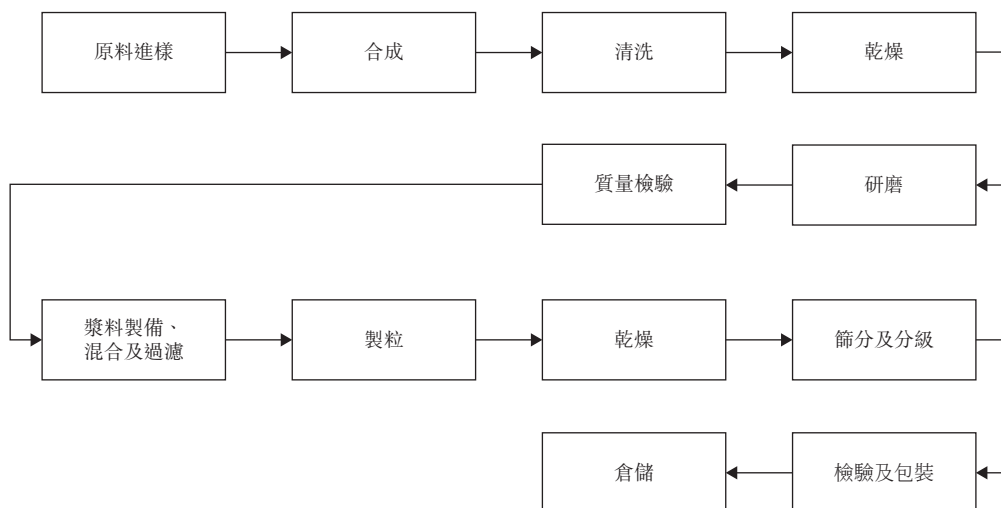 原料進樣
合成
清洗
乾燥
研磨
質量檢驗
漿料製備、
混合及過濾
製粒
乾燥
篩分及分級
檢驗及包裝
倉儲